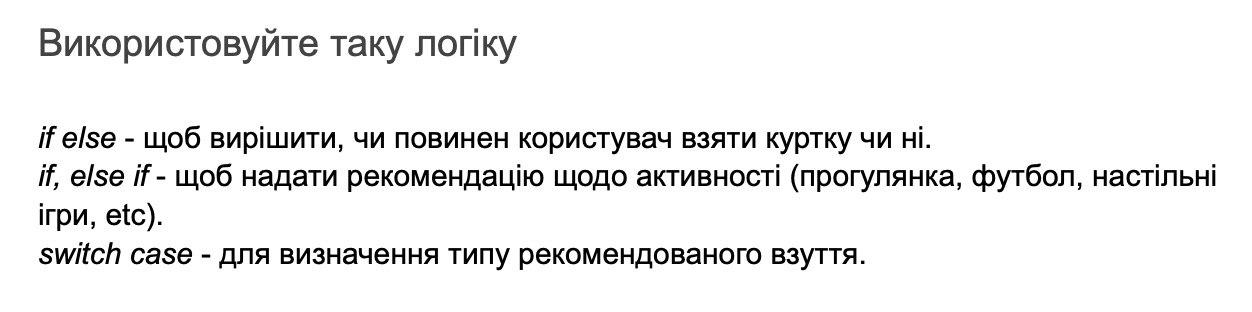 Використовуйте таку логіку
if else - щоб вирішити, чи повинен користувач взяти куртку чи ні.
if, else if - щоб надати рекомендацію щодо активності (прогулянка, футбол, настільні
ігри, etc).
switch case - для визначення типу рекомендованого взуття.